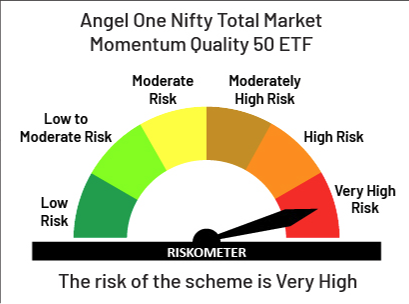 Angel One Nifty Total Market
Momentum Quality 50 ETF
Moderate
Risk
Moderately
High Risk
Low to
Moderate Risk
High Risk
Low
Risk
Very High
Risk
RISKOMETER
The risk of the scheme is Very High